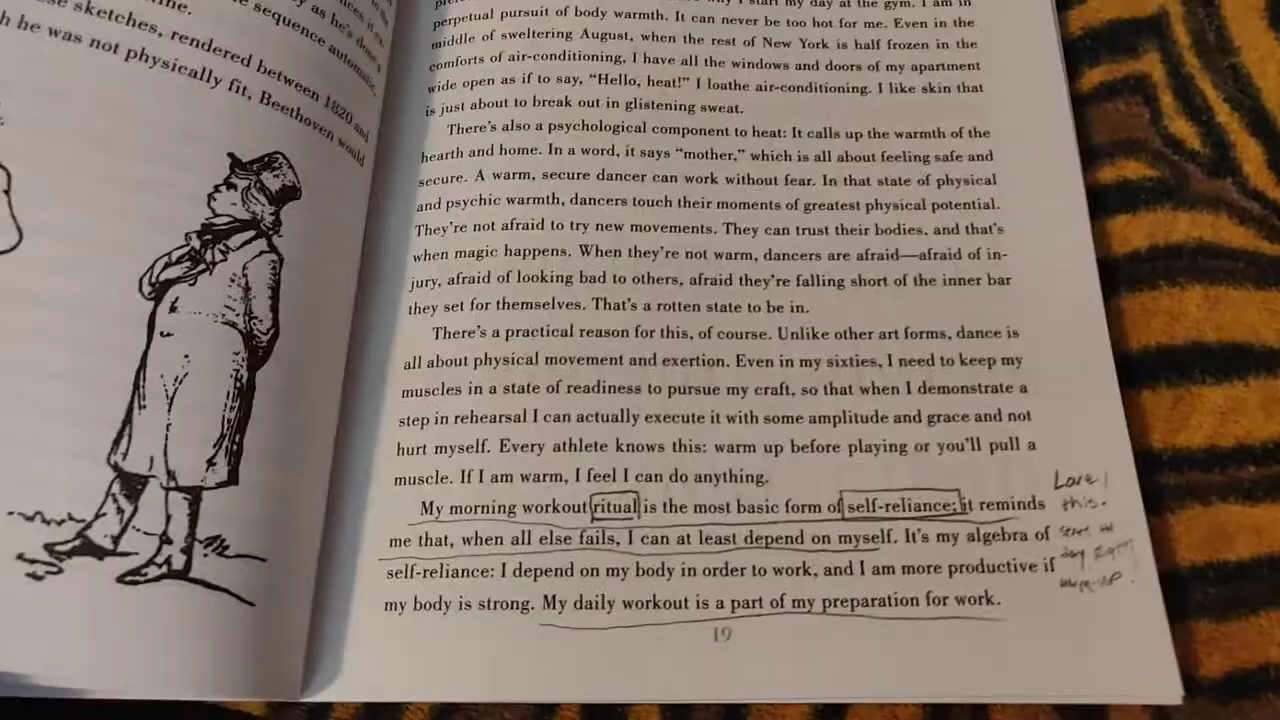 se sketches, rendered between 1820 and
h he was not physically fit, Beethoven would
start my day at the gym. I am in
perpetual pursuit of body warmth. It can never be too hot for me. Even in the
middle of sweltering August, when the rest of New York is half frozen in the
comforts of air-conditioning, I have all the windows and doors of my apartment
wide open as if to say, “Hello, heat!” I loathe air-conditioning. I like skin that
is just about to break out in glistening sweat.
There’s also a psychological component to heat: It calls up the warmth of the
hearth and home. In a word, it says “mother,” which is all about feeling safe and
secure. A warm, secure dancer can work without fear. In that state of physical
and psychic warmth, dancers touch their moments of greatest physical potential.
They’re not afraid to try new movements. They can trust their bodies, and that’s
when magic happens. When they’re not warm, dancers are afraid—afraid of in-
jury, afraid of looking bad to others, afraid they’re falling short of the inner bar
they set for themselves. That’s a rotten state to be in.
There’s a practical reason for this, of course. Unlike other art forms, dance is
all about physical movement and exertion. Even in my sixties, I need to keep my
muscles in a state of readiness to pursue my craft, so that when I demonstrate a
step in rehearsal I can actually execute it with some amplitude and grace and not
hurt myself. Every athlete knows this: warm up before playing or you’ll pull a
muscle. If I am warm, I feel I can do anything.
My morning workout ritual is the most basic form of self-reliance; it reminds
me that, when all else fails, I can at least depend on myself. It’s my algebra of
self-reliance: I depend on my body in order to work, and I am more productive if
my body is strong. My daily workout is a part of my preparation for work.
Love
this.
19